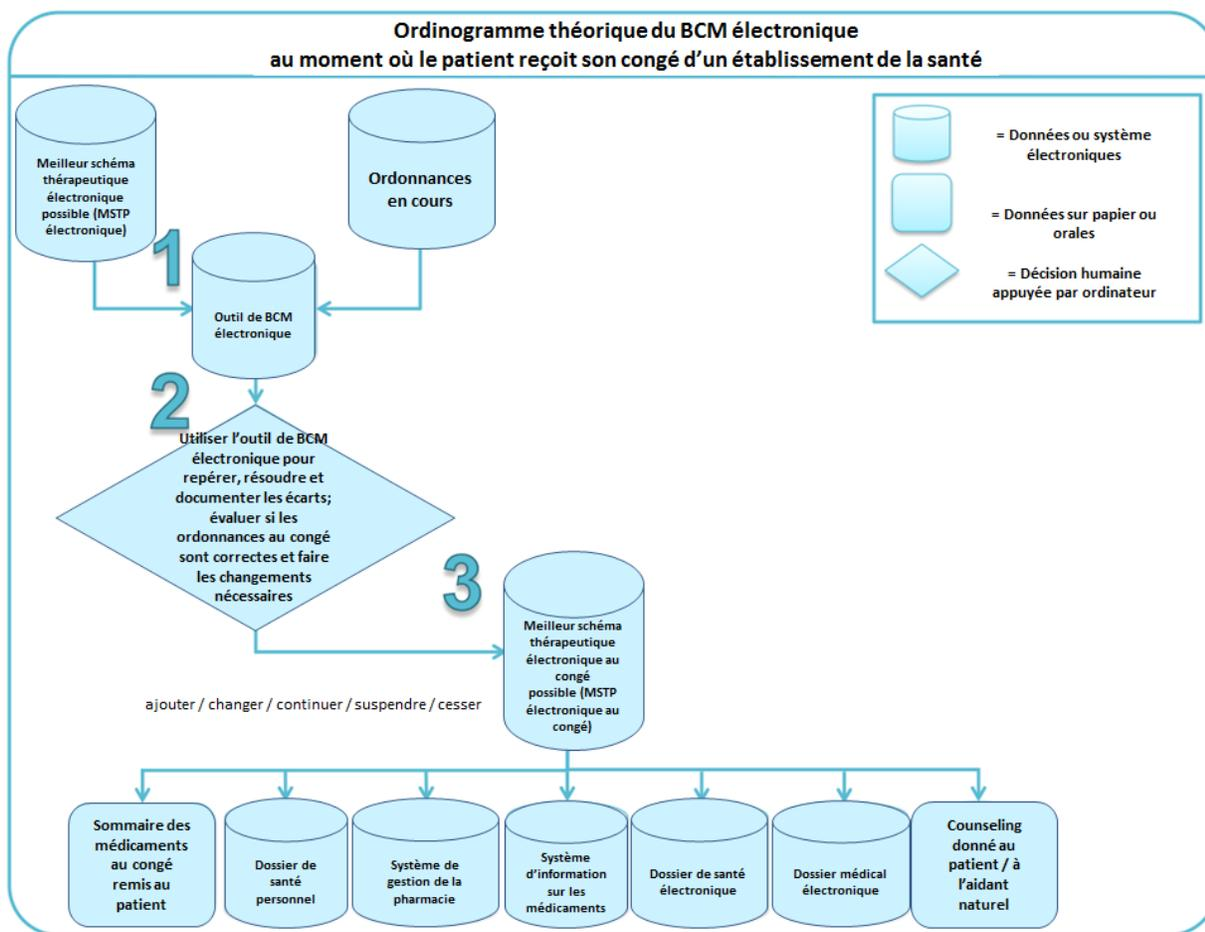 Ordinogramme théorique du BCM électronique
au moment où le patient reçoit son congé d'un établissement de la santé
Meilleur schéma
thérapeutique
électronique
possible (MSTP
électronique)
Ordonnances
en cours
= Données ou système
électroniques
= Données sur papier ou
orales
= Décision humaine
appuyée par ordinateur
1
Outil de BCM
électronique
2
Utiliser l'outil de BCM
électronique pour
repérer, résoudre et
documenter les écarts;
évaluer si les
ordonnances au congé
sont correctes et faire
les changements
nécessaires
3
Meilleur schéma
thérapeutique
électronique au
congé
possible (MSTP
électronique au
congé)
ajouter / changer / continuer / suspendre / cesser
Sommaire des
médicaments
au congé
remis au
patient
Dossier de
santé
personnel
Système de
gestion de la
pharmacie
Système
d'information
sur les
médicaments
Dossier de santé
électronique
Dossier médical
électronique
Counseling
donné au
patient / à
l'aidant
naturel